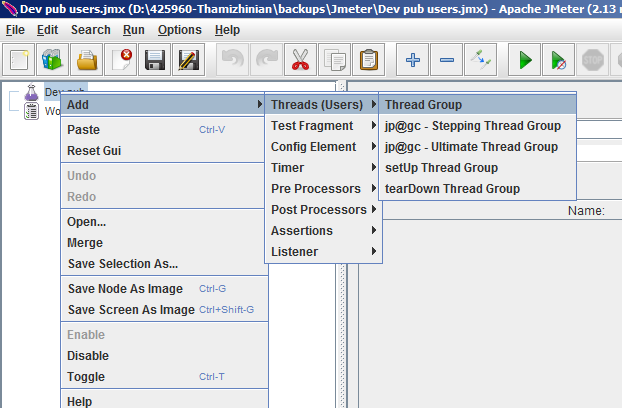 Dev pub users.jmx (D:\425960-Thamizhinian\backups\Jmeter\Dev pub users.jmx) - Apache JMeter (2.13
File Edit Search Run Options Help
STOP
Dev pub
Add
Threads (Users)
Thread Group
Paste Ctrl-V
Test Fragment
jp@gc - Stepping Thread Group
Reset Gui
Config Element
jp@gc - Ultimate Thread Group
Undo
Timer
setUp Thread Group
Redo
Pre Processors
tearDown Thread Group
Open...
Post Processors
Name:
Merge
Assertions
Save Selection As...
Listener
Save Node As Image Ctrl-G
Save Screen As Image Ctrl+Shift-G
Enable
Disable
Toggle Ctrl-T
Help